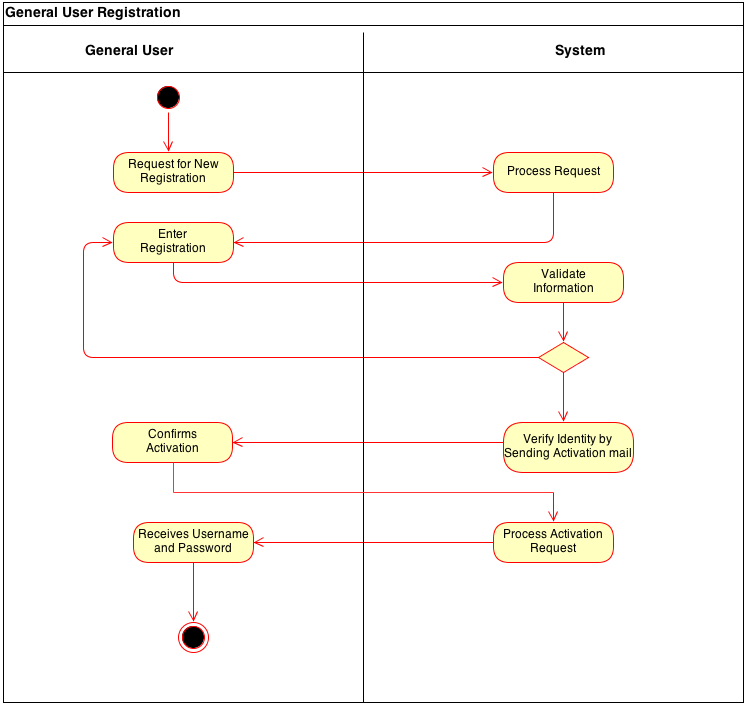 General User Registration
General User
System
Request for New
Registration
Process Request
Enter
Registration
Validate
Information
Confirms
Activation
Verify Identity by
Sending Activation mail
Receives Username
and Password
Process Activation
Request